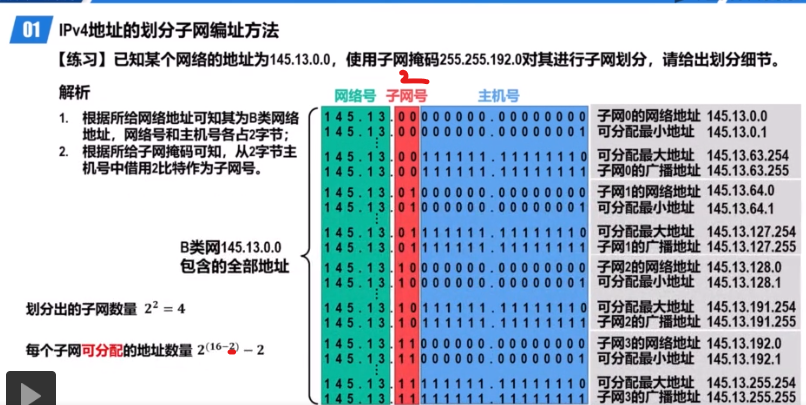 01 IPv4地址的划分子网编址方法
【练习】已知某个网络的地址为145.13.0.0，使用子网掩码255.255.192.0对其进行子网划分，请给出划分细节。
解析
1. 根据所给网络地址可知其为B类网络
地址，网络号和主机号各占2字节；
2. 根据所给子网掩码可知，从2字节主
机号中借用2比特作为子网号。
B类网145.13.0.0
包含的全部地址
划分出的子网数量 2² = 4
每个子网可分配的地址数量 2^(16−2) − 2
网络号 子网号 主机号
145.13.00000000.00000000 子网0的网络地址 145.13.0.0
145.13.00000000.00000001 可分配最小地址 145.13.0.1
⋮
145.13.00111111.11111110 可分配最大地址 145.13.63.254
145.13.00111111.11111111 子网0的广播地址 145.13.63.255
145.13.01000000.00000000 子网1的网络地址 145.13.64.0
145.13.01000000.00000001 可分配最小地址 145.13.64.1
⋮
145.13.01111111.11111110 可分配最大地址 145.13.127.254
145.13.01111111.11111111 子网1的广播地址 145.13.127.255
145.13.10000000.00000000 子网2的网络地址 145.13.128.0
145.13.10000000.00000001 可分配最小地址 145.13.128.1
⋮
145.13.10111111.11111110 可分配最大地址 145.13.191.254
145.13.10111111.11111111 子网2的广播地址 145.13.191.255
145.13.11000000.00000000 子网3的网络地址 145.13.192.0
145.13.11000000.00000001 可分配最小地址 145.13.192.1
⋮
145.13.11111111.11111110 可分配最大地址 145.13.255.254
145.13.11111111.11111111 子网3的广播地址 145.13.255.255